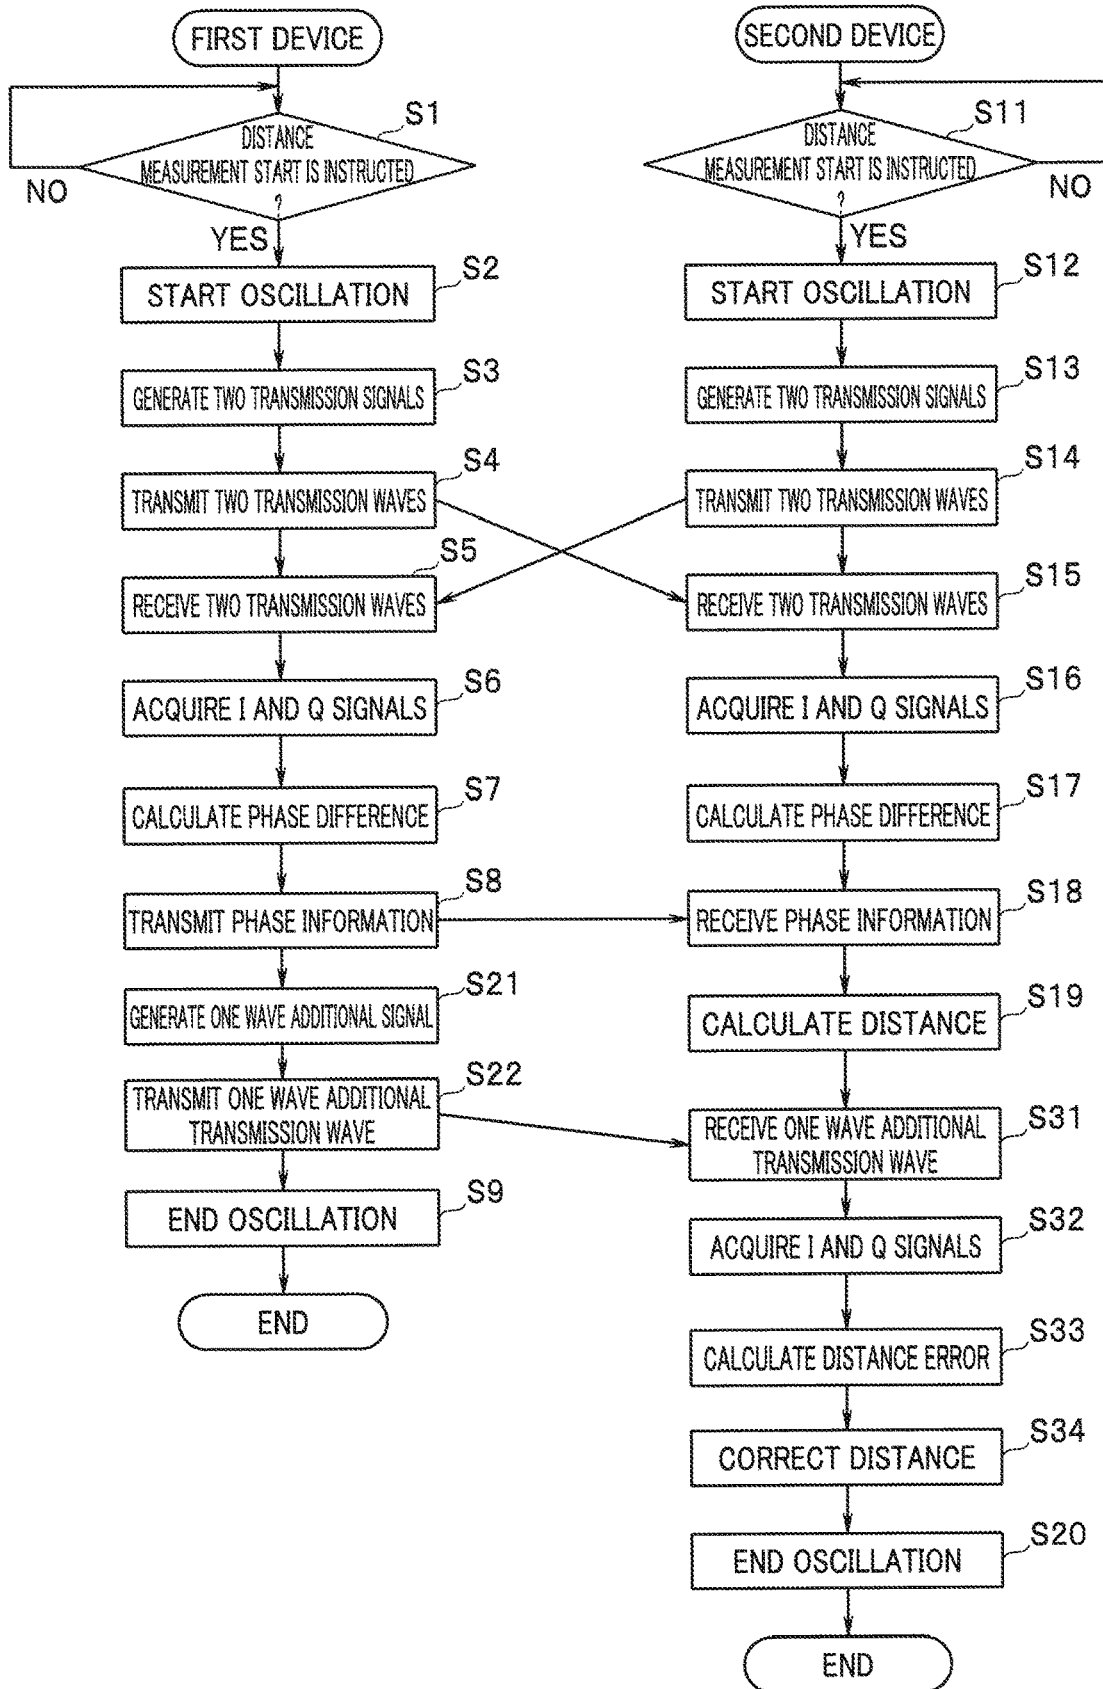 FIRST DEVICE
S1
DISTANCE
MEASUREMENT START IS INSTRUCTED
?
NO
YES
S2
START OSCILLATION
S3
GENERATE TWO TRANSMISSION SIGNALS
S4
TRANSMIT TWO TRANSMISSION WAVES
S5
RECEIVE TWO TRANSMISSION WAVES
S6
ACQUIRE I AND Q SIGNALS
S7
CALCULATE PHASE DIFFERENCE
S8
TRANSMIT PHASE INFORMATION
S21
GENERATE ONE WAVE ADDITIONAL SIGNAL
S22
TRANSMIT ONE WAVE ADDITIONAL
TRANSMISSION WAVE
S9
END OSCILLATION
END
SECOND DEVICE
S11
DISTANCE
MEASUREMENT START IS INSTRUCTED
?
NO
YES
S12
START OSCILLATION
S13
GENERATE TWO TRANSMISSION SIGNALS
S14
TRANSMIT TWO TRANSMISSION WAVES
S15
RECEIVE TWO TRANSMISSION WAVES
S16
ACQUIRE I AND Q SIGNALS
S17
CALCULATE PHASE DIFFERENCE
S18
RECEIVE PHASE INFORMATION
S19
CALCULATE DISTANCE
S31
RECEIVE ONE WAVE ADDITIONAL
TRANSMISSION WAVE
S32
ACQUIRE I AND Q SIGNALS
S33
CALCULATE DISTANCE ERROR
S34
CORRECT DISTANCE
S20
END OSCILLATION
END